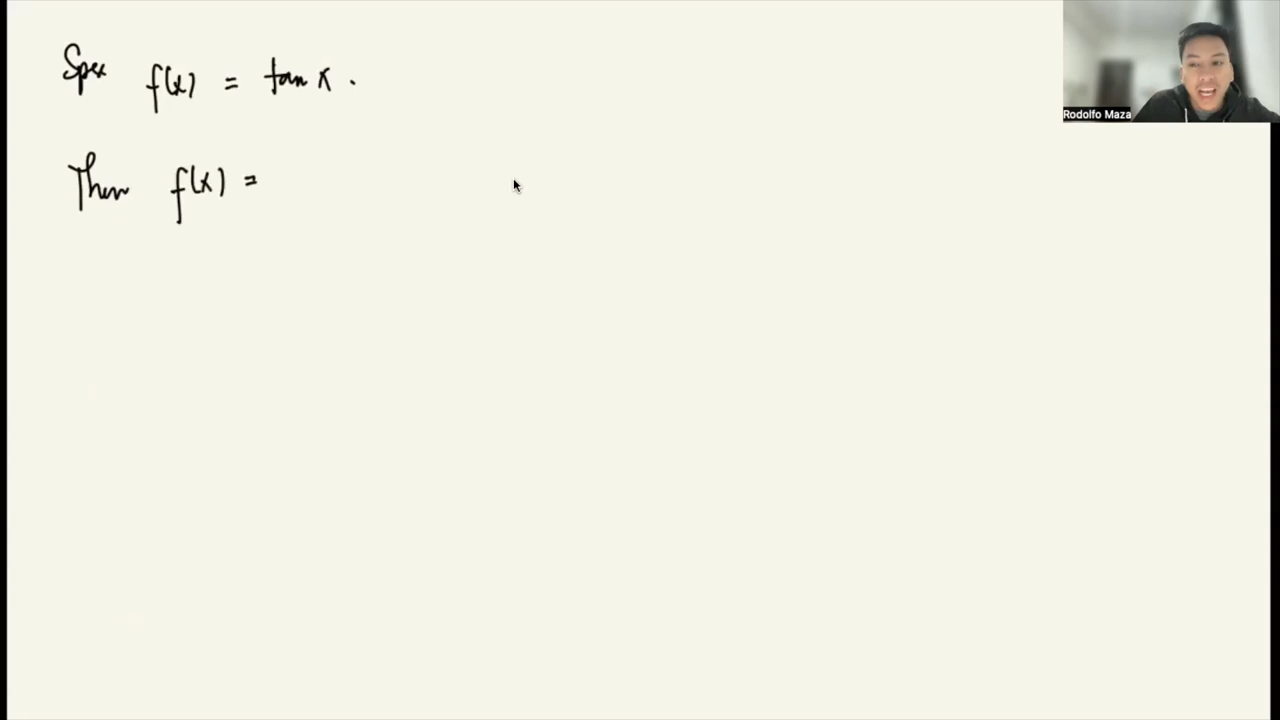 Spse f(x) = tan x .
Rodolfo Maza
Then f(x) =